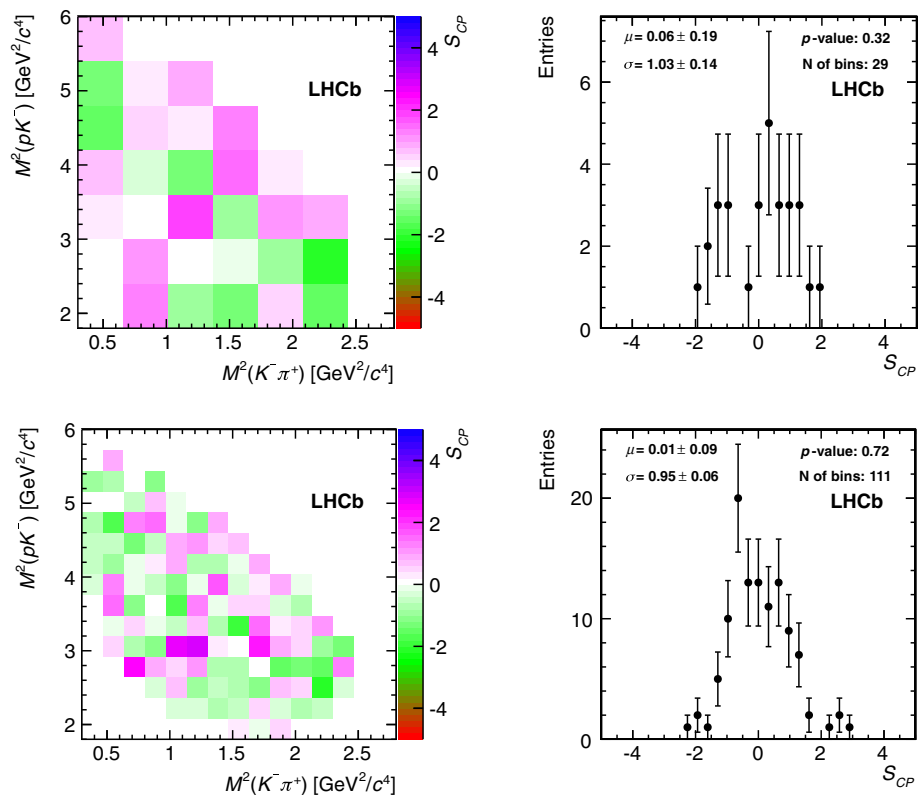 M²(pK⁻) [GeV²/c⁴]
6
5
4
3
2
0.5 1 1.5 2 2.5
M²(K⁻π⁺) [GeV²/c⁴]
LHCb
4
2
0
-2
-4
S_CP
Entries
6
4
2
0
-4 -2 0 2 4
S_CP
μ = 0.06 ± 0.19
σ = 1.03 ± 0.14
p-value: 0.32
N of bins: 29
LHCb
M²(pK⁻) [GeV²/c⁴]
6
5
4
3
2
0.5 1 1.5 2 2.5
M²(K⁻π⁺) [GeV²/c⁴]
LHCb
4
2
0
-2
-4
S_CP
Entries
20
10
0
-4 -2 0 2 4
S_CP
μ = 0.01 ± 0.09
σ = 0.95 ± 0.06
p-value: 0.72
N of bins: 111
LHCb